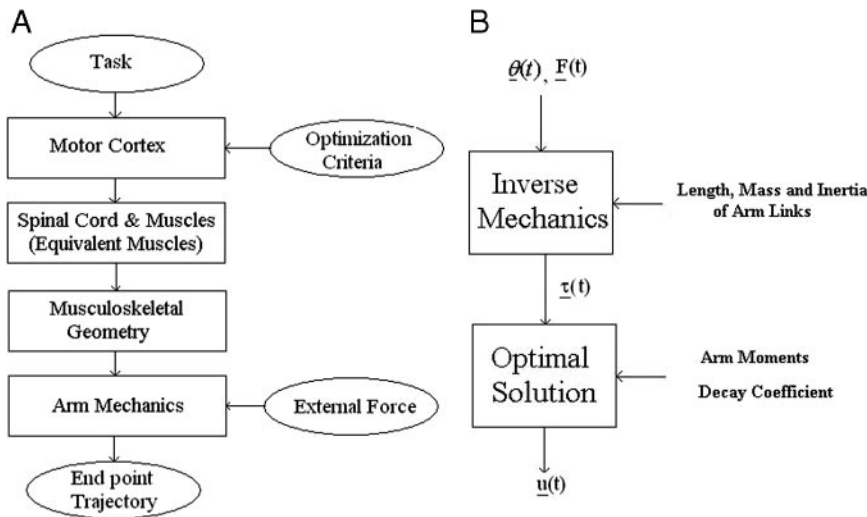 A
Task
Motor Cortex
Optimization
Criteria
Spinal Cord & Muscles
(Equivalent Muscles)
Musculoskeletal
Geometry
Arm Mechanics
External Force
End point
Trajectory
B
θ(t), F(t)
Inverse
Mechanics
Length, Mass and Inertia
of Arm Links
τ(t)
Optimal
Solution
Arm Moments
Decay Coefficient
u(t)